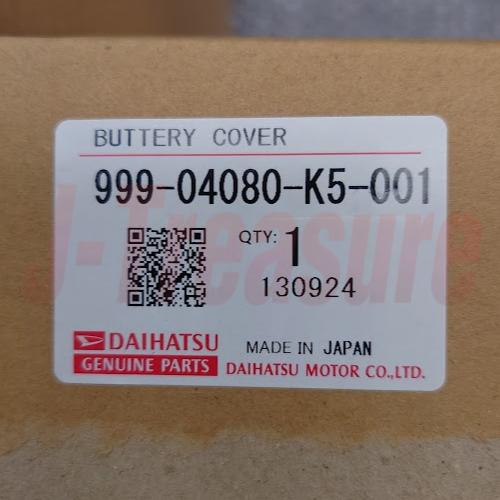 BUTTERY COVER
999-04080-K5-001
QTY: 1
130924
J-Treasure
DAIHATSU
GENUINE PARTS
MADE IN JAPAN
DAIHATSU MOTOR CO.,LTD.